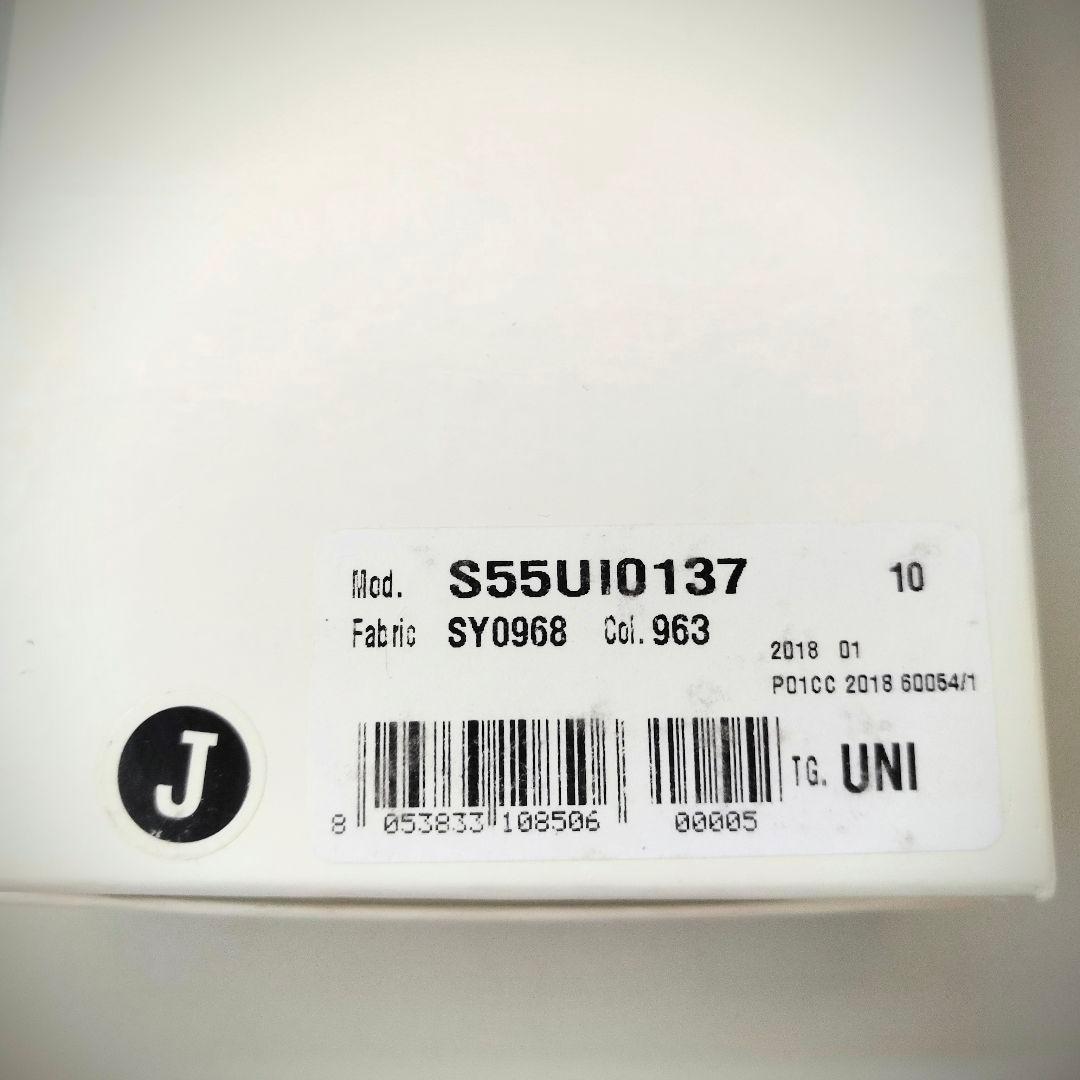 Mod. S55UI0137 10
Fabric SY0968 Col. 963
2018 01
P01CC 2018 60054/1
J
TG. UNI
8 053833 108506 00005